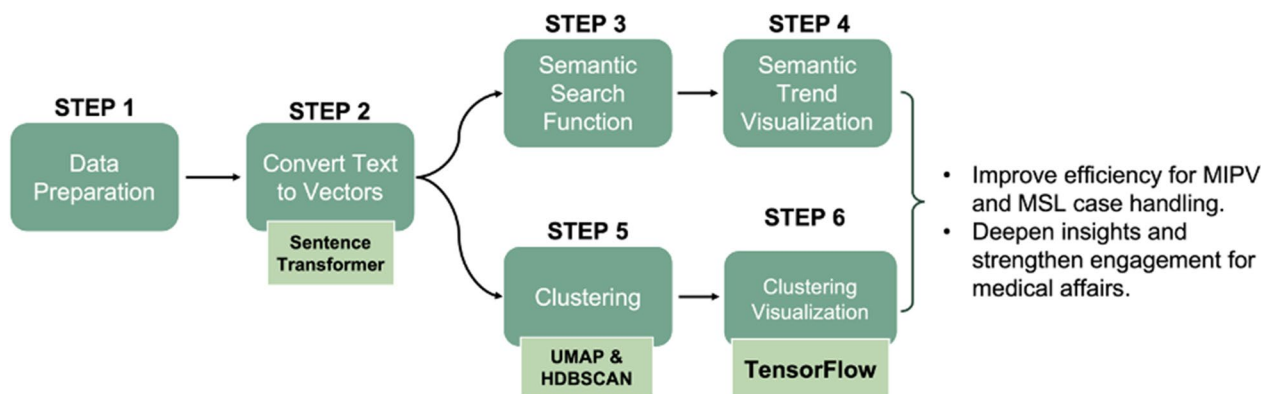 STEP 1
Data
Preparation
STEP 2
Convert Text
to Vectors
Sentence
Transformer
STEP 3
Semantic
Search
Function
STEP 4
Semantic
Trend
Visualization
STEP 5
Clustering
UMAP &
HDBSCAN
STEP 6
Clustering
Visualization
TensorFlow
• Improve efficiency for MIPV
and MSL case handling.
• Deepen insights and
strengthen engagement for
medical affairs.